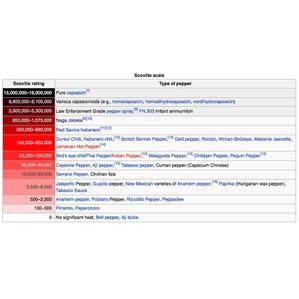 Scoville scale
Scoville rating Type of pepper
15,000,000–16,000,000 Pure capsaicin[7]
8,600,000–9,100,000 Various capsaicinoids (e.g., homocapsaicin, homodihydrocapsaicin, nordihydrocapsaicin)
5,000,000–5,300,000 Law Enforcement Grade pepper spray,[8] FN 303 irritant ammunition
855,000–1,075,000 Naga Jolokia[9][10]
350,000–580,000 Red Savina habanero[11][12]
100,000–350,000 Guntur Chilli, Habanero chili,[13] Scotch Bonnet Pepper,[13] Datil pepper, Rocoto, African Birdseye, Madame Jeanette,
Jamaican Hot Pepper[14]
50,000–100,000 Bird's eye chili/Thai Pepper/Indian Pepper,[15] Malagueta Pepper,[15] Chiltepin Pepper, Pequin Pepper[15]
30,000–50,000 Cayenne Pepper, Ají pepper,[13] Tabasco pepper, Cumari pepper (Capsicum Chinese)
10,000–23,000 Serrano Pepper, Chichen Itza
2,500–8,000 Jalapeño Pepper, Guajillo pepper, New Mexican varieties of Anaheim pepper,[16] Paprika (Hungarian wax pepper),
Tabasco Sauce
500–2,500 Anaheim pepper, Poblano Pepper, Rocotillo Pepper, Peppadew
100–500 Pimento, Peperoncini
0 No significant heat, Bell pepper, Aji dulce